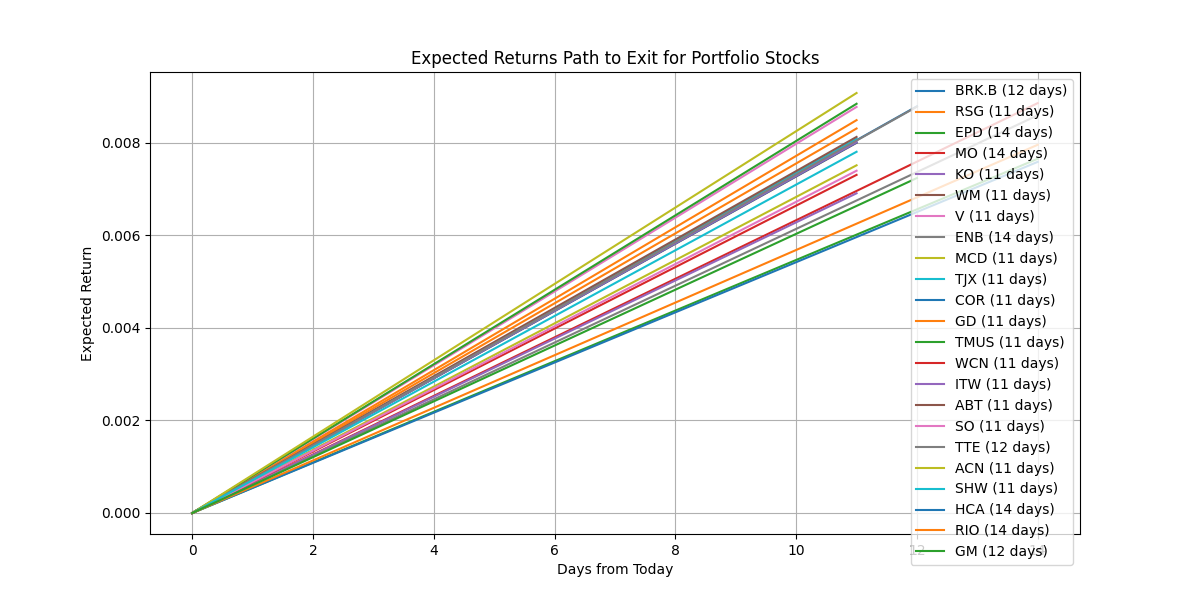 Expected Returns Path to Exit for Portfolio Stocks
Expected Return
0.008
0.006
0.004
0.002
0.000
0
2
4
6
8
10
12
14
Days from Today
BRK.B (12 days)
RSG (11 days)
EPD (14 days)
MO (14 days)
KO (11 days)
WM (11 days)
V (11 days)
ENB (14 days)
MCD (11 days)
TJX (11 days)
COR (11 days)
GD (11 days)
TMUS (11 days)
WCN (11 days)
ITW (11 days)
ABT (11 days)
SO (11 days)
TTE (12 days)
ACN (11 days)
SHW (11 days)
HCA (14 days)
RIO (14 days)
GM (12 days)